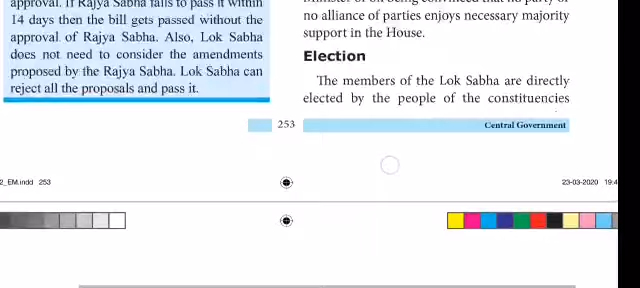 approval. If Rajya Sabha fails to pass it within
14 days then the bill gets passed without the
approval of Rajya Sabha. Also, Lok Sabha
does not need to consider the amendments
proposed by the Rajya Sabha. Lok Sabha can
reject all the proposals and pass it.
no alliance of parties enjoys necessary majority
support in the House.
Election
The members of the Lok Sabha are directly
elected by the people of the constituencies
253
Central Government
2_EM.indd 253
23-03-2020 19:4